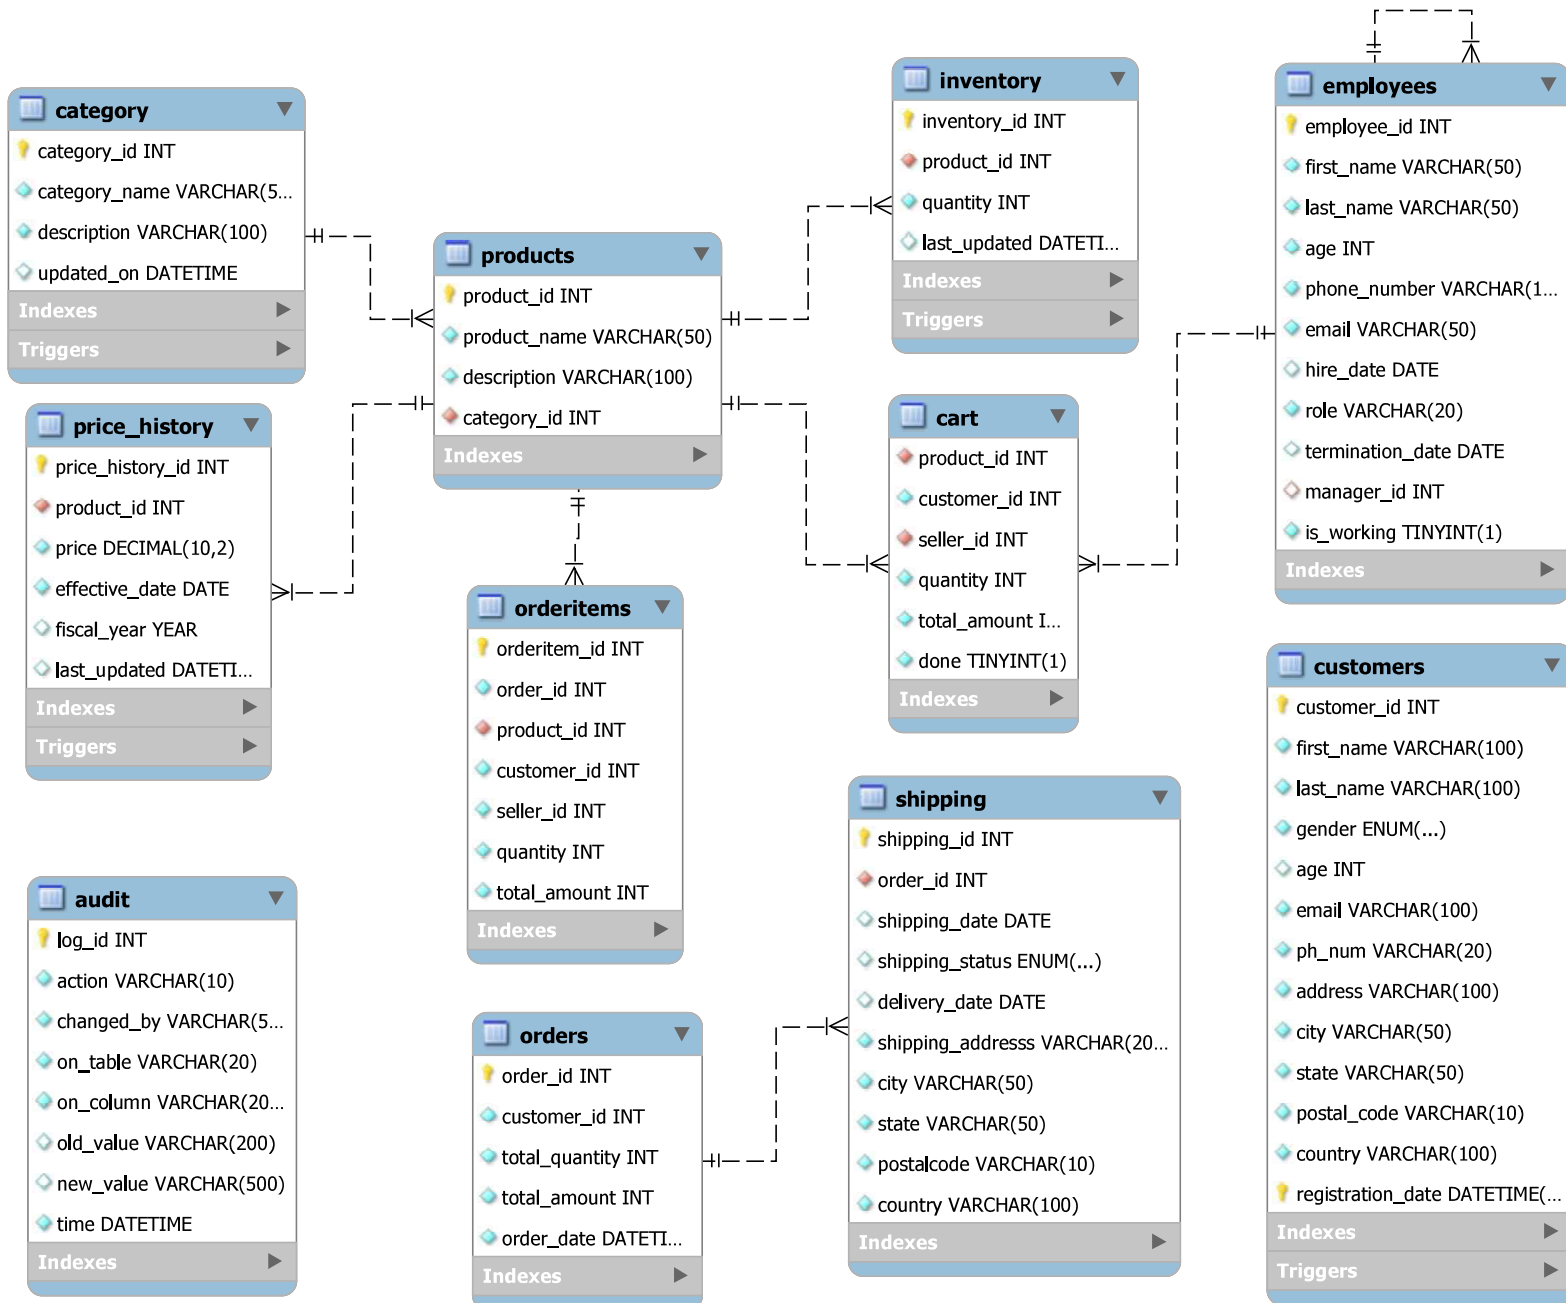 category
category_id INT
category_name VARCHAR(5...
description VARCHAR(100)
updated_on DATETIME
Indexes
Triggers
price_history
price_history_id INT
product_id INT
price DECIMAL(10,2)
effective_date DATE
fiscal_year YEAR
last_updated DATETI...
Indexes
Triggers
audit
log_id INT
action VARCHAR(10)
changed_by VARCHAR(5...
on_table VARCHAR(20)
on_column VARCHAR(20...
old_value VARCHAR(200)
new_value VARCHAR(500)
time DATETIME
Indexes
products
product_id INT
product_name VARCHAR(50)
description VARCHAR(100)
category_id INT
Indexes
orderitems
orderitem_id INT
order_id INT
product_id INT
customer_id INT
seller_id INT
quantity INT
total_amount INT
Indexes
orders
order_id INT
customer_id INT
total_quantity INT
total_amount INT
order_date DATETI...
Indexes
inventory
inventory_id INT
product_id INT
quantity INT
last_updated DATETI...
Indexes
Triggers
cart
product_id INT
customer_id INT
seller_id INT
quantity INT
total_amount I...
done TINYINT(1)
Indexes
shipping
shipping_id INT
order_id INT
shipping_date DATE
shipping_status ENUM(...)
delivery_date DATE
shipping_addresss VARCHAR(20...
city VARCHAR(50)
state VARCHAR(50)
postalcode VARCHAR(10)
country VARCHAR(100)
Indexes
employees
employee_id INT
first_name VARCHAR(50)
last_name VARCHAR(50)
age INT
phone_number VARCHAR(1...
email VARCHAR(50)
hire_date DATE
role VARCHAR(20)
termination_date DATE
manager_id INT
is_working TINYINT(1)
Indexes
customers
customer_id INT
first_name VARCHAR(100)
last_name VARCHAR(100)
gender ENUM(...)
age INT
email VARCHAR(100)
ph_num VARCHAR(20)
address VARCHAR(100)
city VARCHAR(50)
state VARCHAR(50)
postal_code VARCHAR(10)
country VARCHAR(100)
registration_date DATETIME(...
Indexes
Triggers